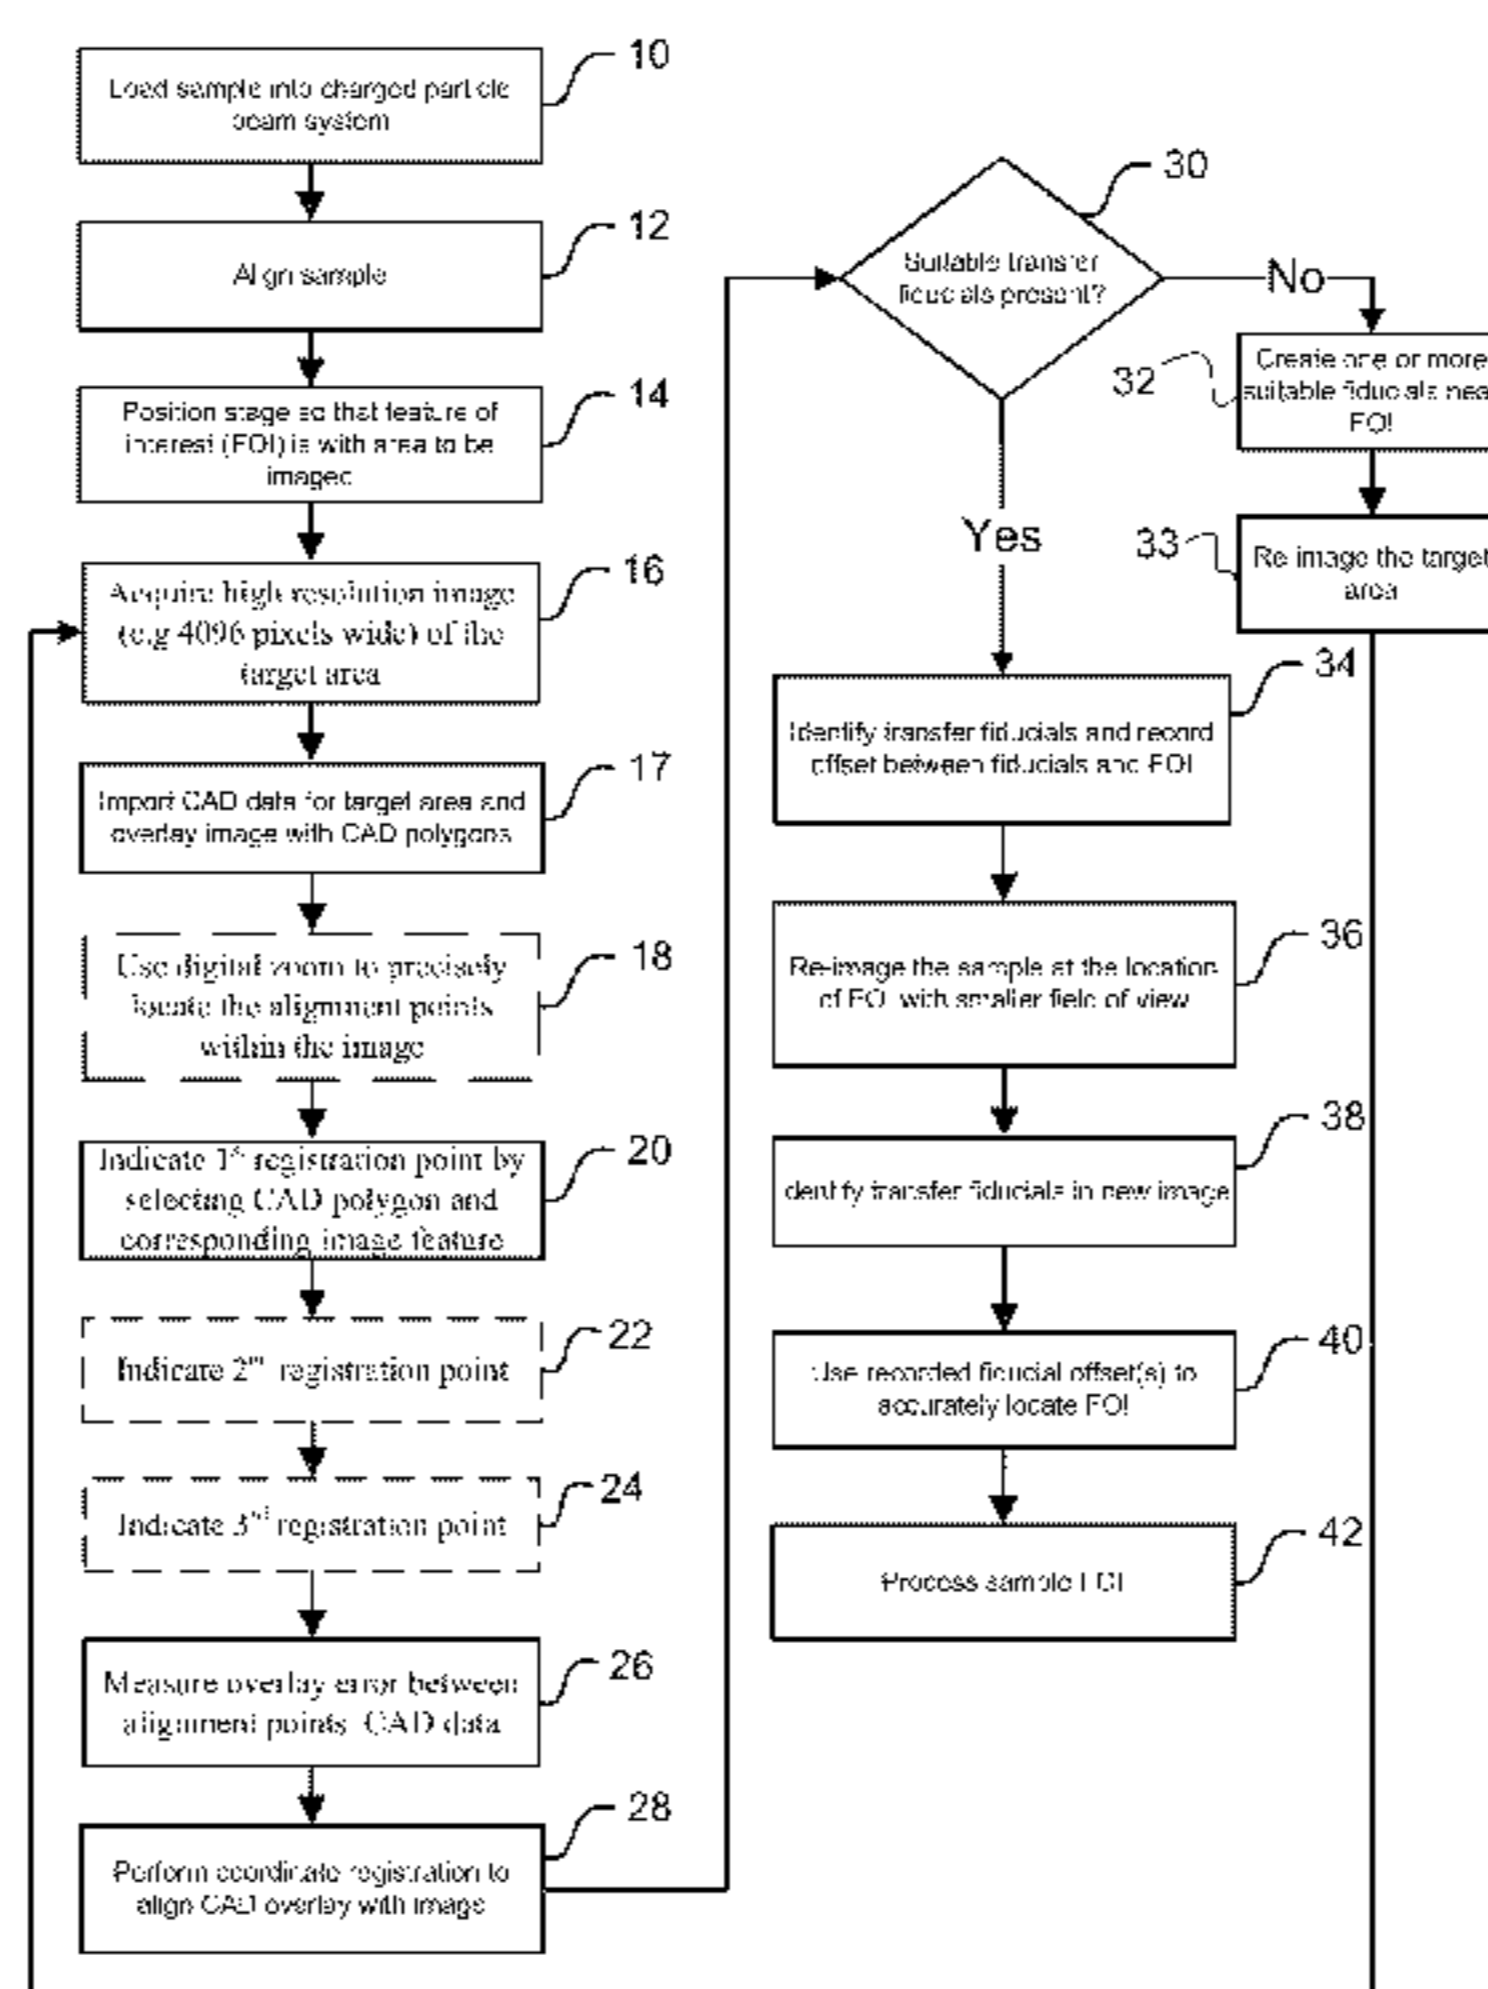 10
Load sample into charged particle
beam system
12
Align sample
14
Position stage so that feature of
interest (FOI) is with area to be
imaged
16
Acquire high resolution image
(e.g 4096 pixels wide) of the
target area
17
Import CAD data for target area and
overlay image with CAD polygons
18
Use digital zoom to precisely
locate the alignment points
within the image
20
Indicate 1st registration point by
selecting CAD polygon and
corresponding image feature
22
Indicate 2nd registration point
24
Indicate 3rd registration point
26
Measure overlay error between
alignment points CAD data
28
Perform coordinate registration to
align CAD overlay with image
30
Suitable transfer
fiducials present?
No
Yes
32
Create one or more
suitable fiducials nea
FOI
33
Re-image the target
area
34
Identify transfer fiducials and record
offset between fiducials and FOI
36
Re-image the sample at the location
of FOI with smaller field of view
38
dentify transfer fiducials in new image
40
Use recorded fiducial offset(s) to
accurately locate FOI
42
Process sample FOI